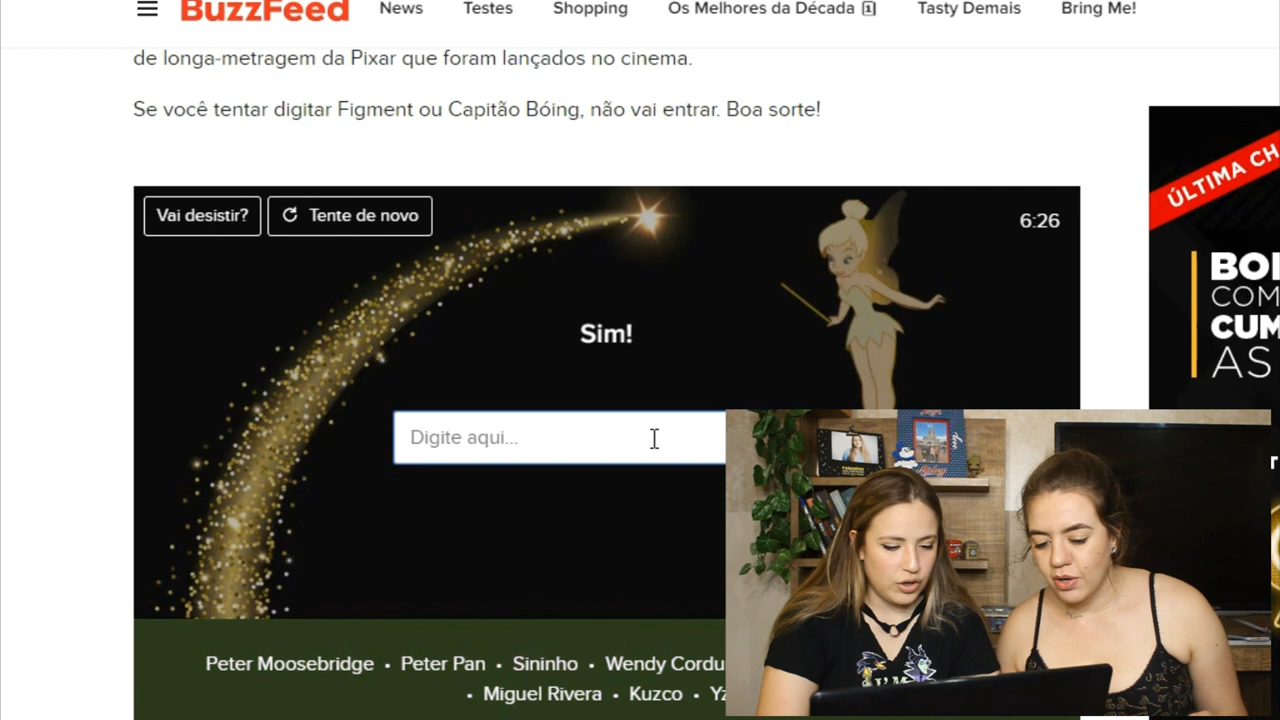 BuzzFeed News Testes Shopping Os Melhores da Década Tasty Demais Bring Me!
de longa-metragem da Pixar que foram lançados no cinema.
Se você tentar digitar Figment ou Capitão Bóing, não vai entrar. Boa sorte!
Vai desistir? Tente de novo
6:26
Sim!
Digite aqui...
Peter Moosebridge • Peter Pan • Sininho • Wendy Cordu
• Miguel Rivera • Kuzco • Yz
ÚLTIMA CH
BOI
COM
CUM
AS